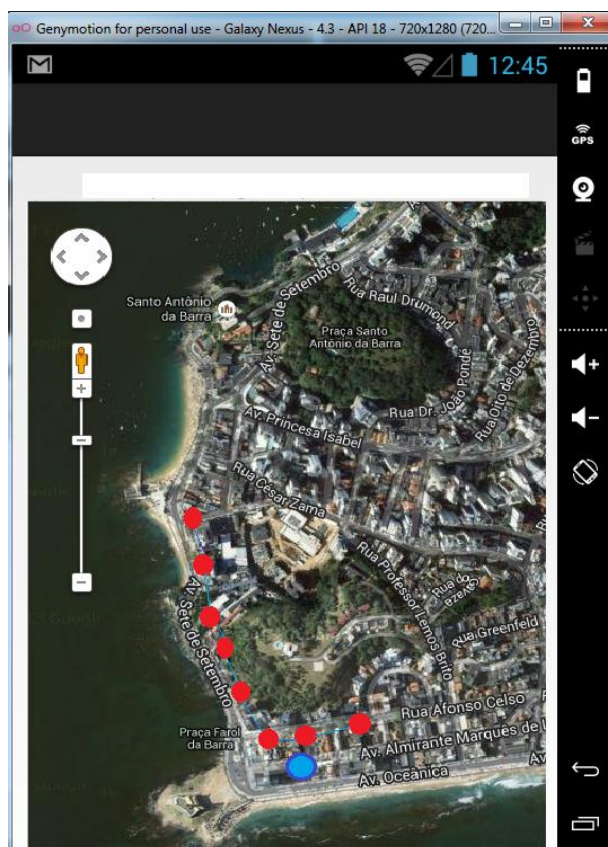 Genymotion for personal use - Galaxy Nexus - 4.3 - API 18 - 720x1280 (720...
12:45
GPS
Av. Sete de Setembro
Rua Raul Drumond
Santo Antônio
da Barra
Praça Santo
Antônio da Barra
Rua Oito de Dezembro
Rua Dr. João Pondé
Av. Princesa Isabel
Rua César Zama
Rua Professor Lemos Brito
Rua Greenfeld
Av. Sete de Setembro
Rua Afonso Celso
Praça Farol
da Barra
Av. Almirante Marques de L
Av. Oceânica
Av